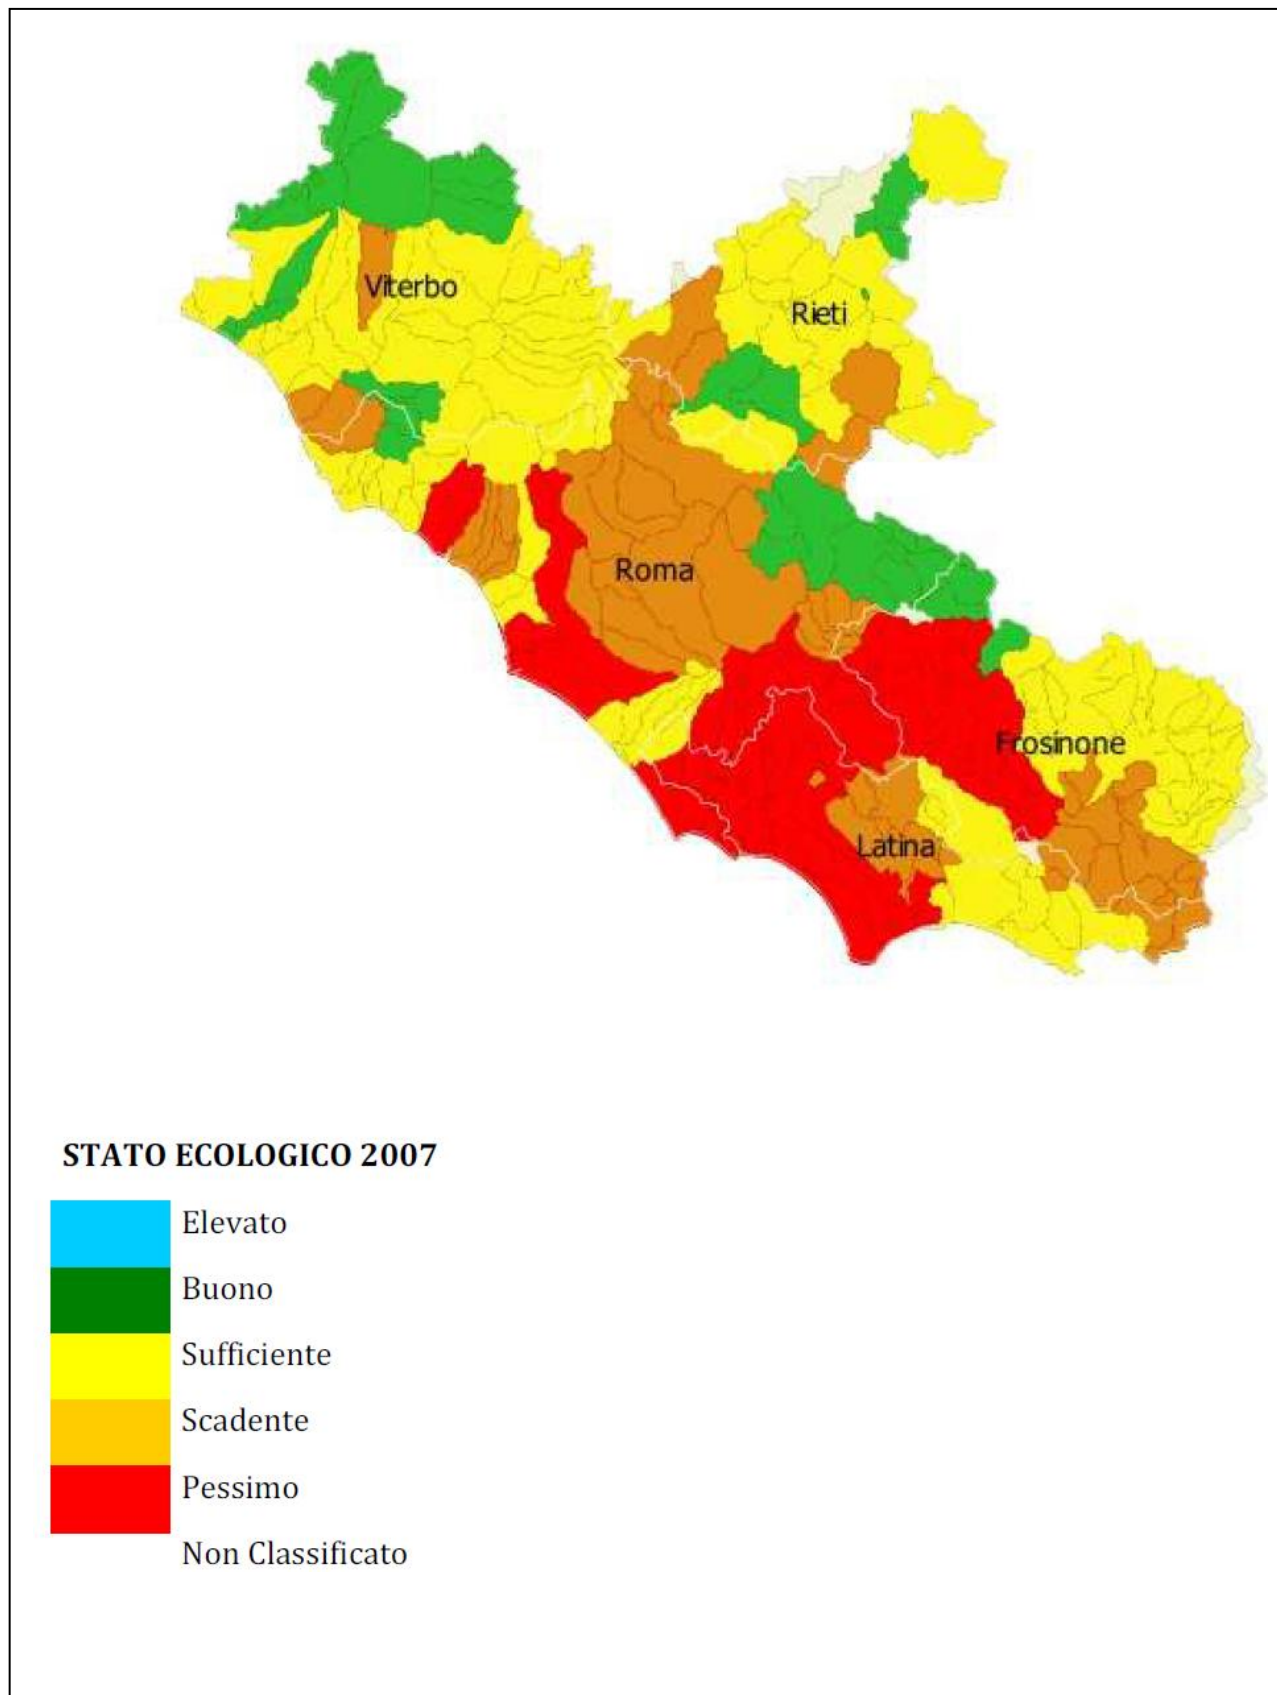 Viterbo
Rieti
Roma
Frosinone
Latina
STATO ECOLOGICO 2007
Elevato
Buono
Sufficiente
Scadente
Pessimo
Non Classificato